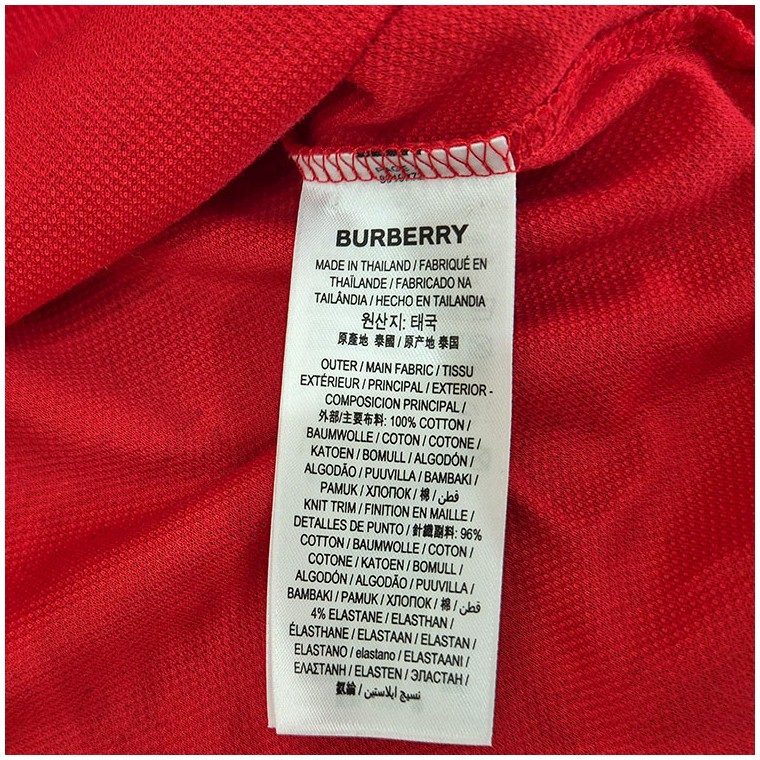 BURBERRY
MADE IN THAILAND / FABRIQUÉ EN
THAÏLANDE / FABRICADO NA
TAILÂNDIA / HECHO EN TAILANDIA
원산지: 태국
原產地 泰國 / 原产地 泰国
OUTER / MAIN FABRIC / TISSU
EXTÉRIEUR / PRINCIPAL / EXTERIOR -
COMPOSICION PRINCIPAL /
外部/主要布料: 100% COTTON /
BAUMWOLLE / COTON / COTONE /
KATOEN / BOMULL / ALGODÓN /
ALGODÃO / PUUVILLA / BAMBAKI /
PAMUK / ХЛОПОК / 棉 / قطن
KNIT TRIM / FINITION EN MAILLE /
DETALLES DE PUNTO / 針織副料: 96%
COTTON / BAUMWOLLE / COTON /
COTONE / KATOEN / BOMULL /
ALGODÓN / ALGODÃO / PUUVILLA /
BAMBAKI / PAMUK / ХЛОПОК / 棉 / قطن
4% ELASTANE / ELASTHAN /
ÉLASTHANE / ELASTAAN / ELASTAN /
ELASTANO / elastano / ELASTAANI /
ΕΛΑΣΤΑΝΗ / ELASTEN / ЭЛАСТАН /
نسيج ايلاستين /